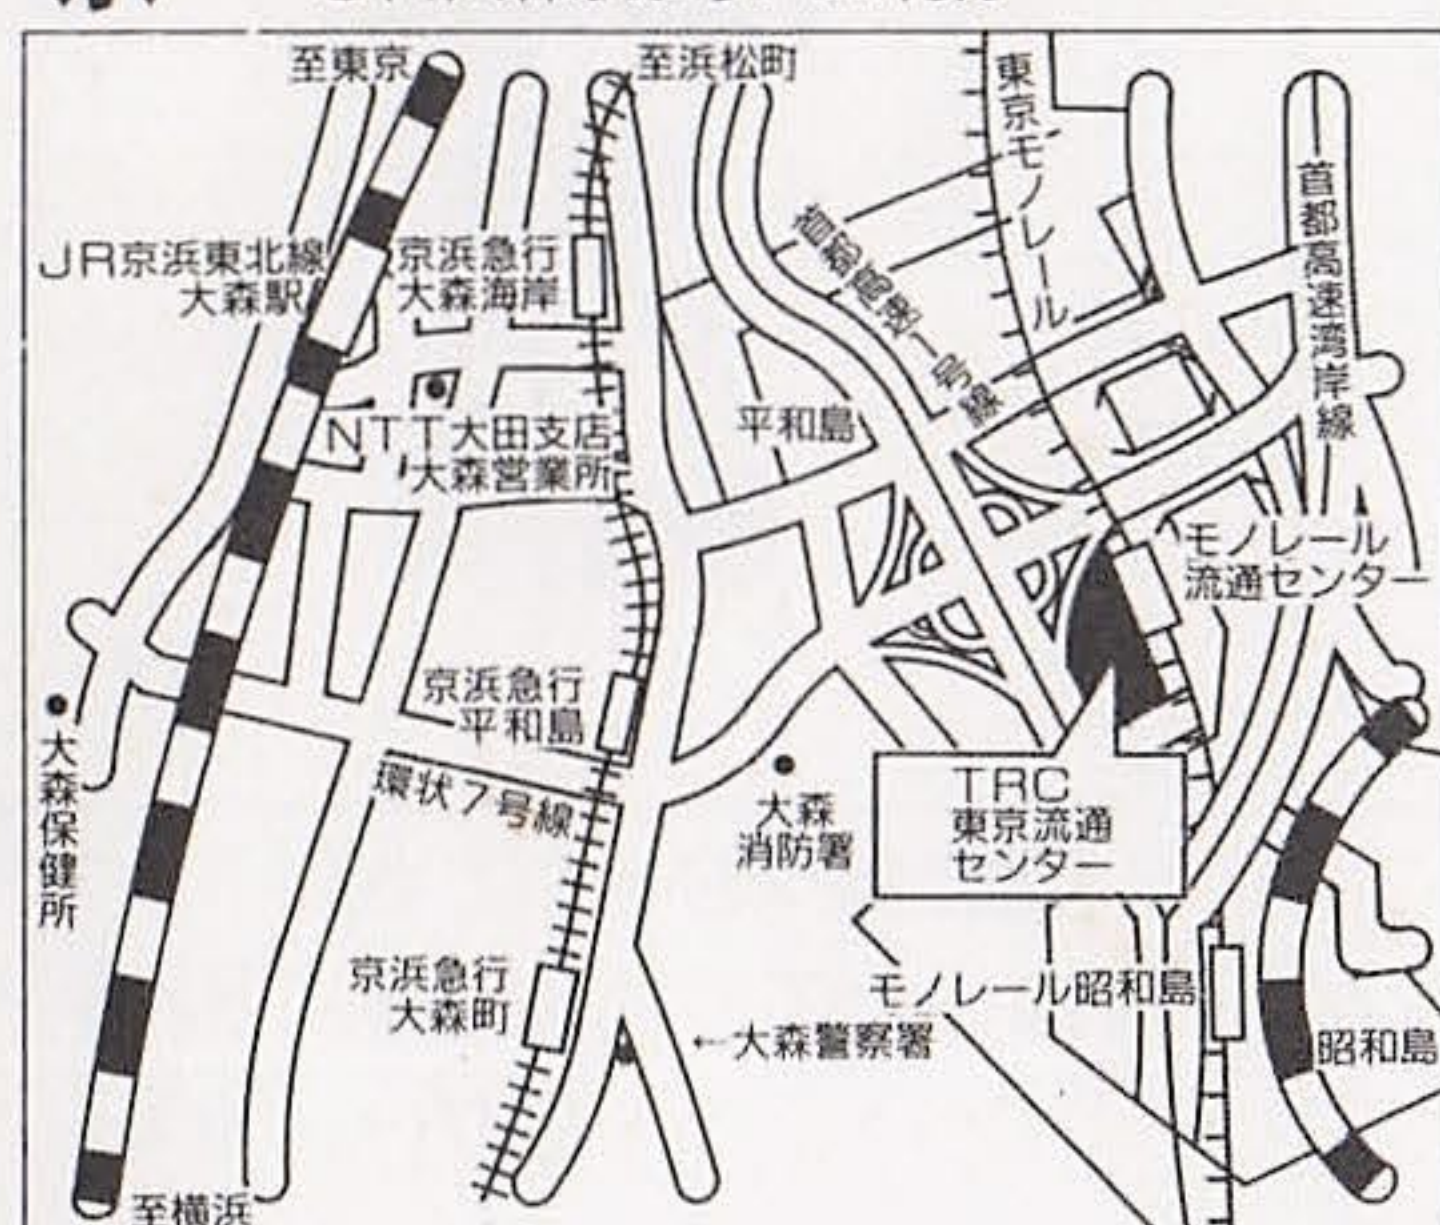 至東京
至浜松町
東京モノレール
首都高速湾岸線
首都高速一号線
JR京浜東北線
大森駅
京浜急行
大森海岸
NTT大田支店
大森営業所
平和島
モノレール
流通センター
京浜急行
平和島
環状7号線
大森保健所
大森
消防署
TRC
東京流通
センター
京浜急行
大森町
←大森警察署
モノレール昭和島
昭和島
至横浜